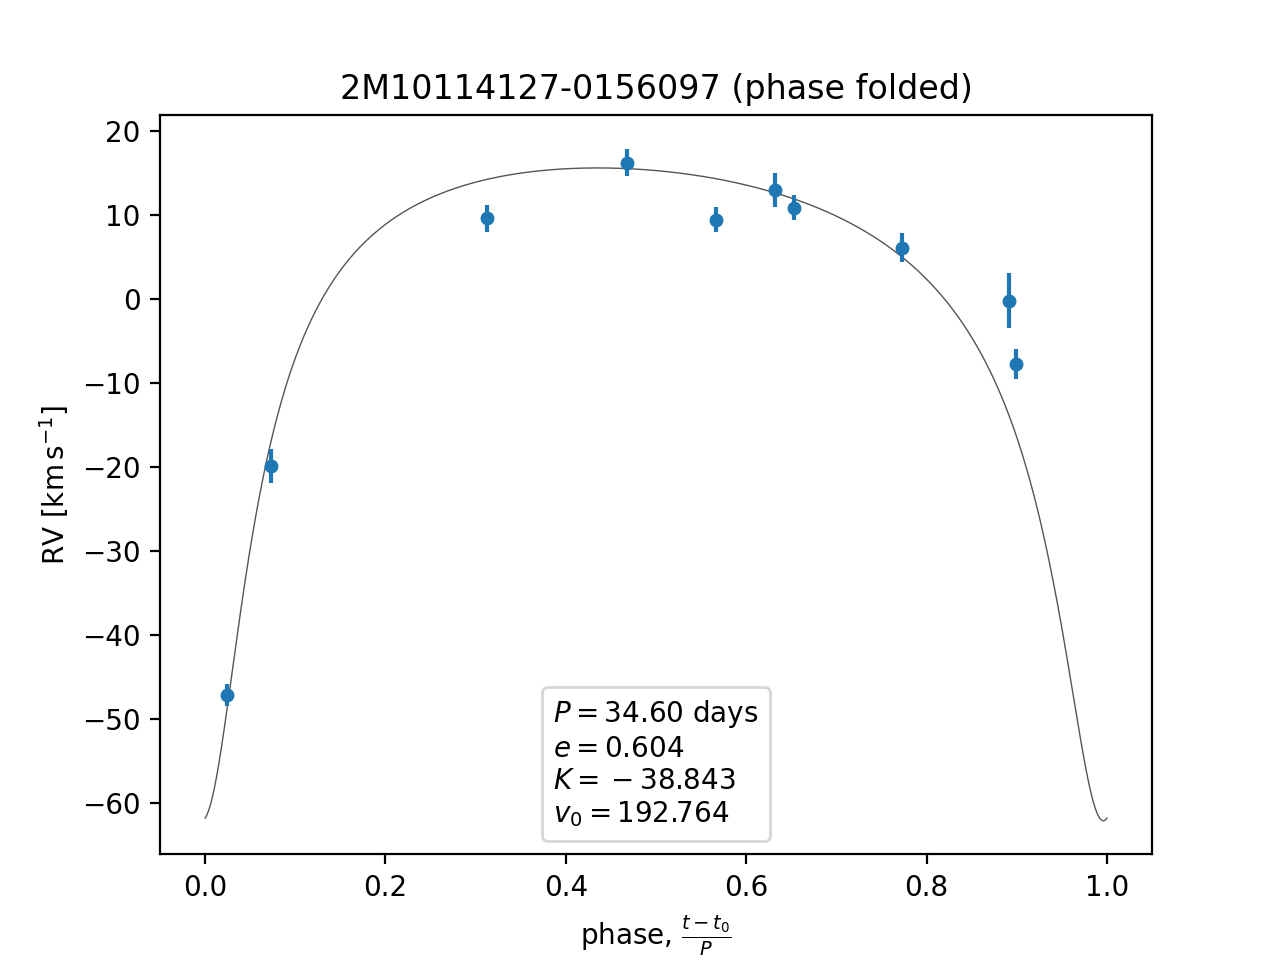 2M10114127-0156097 (phase folded)
20
10
0
−10
−20
−30
−40
−50
−60
RV [km s⁻¹]
P = 34.60 days
e = 0.604
K = −38.843
v₀ = 192.764
0.0 0.2 0.4 0.6 0.8 1.0
phase, (t − t₀)/P